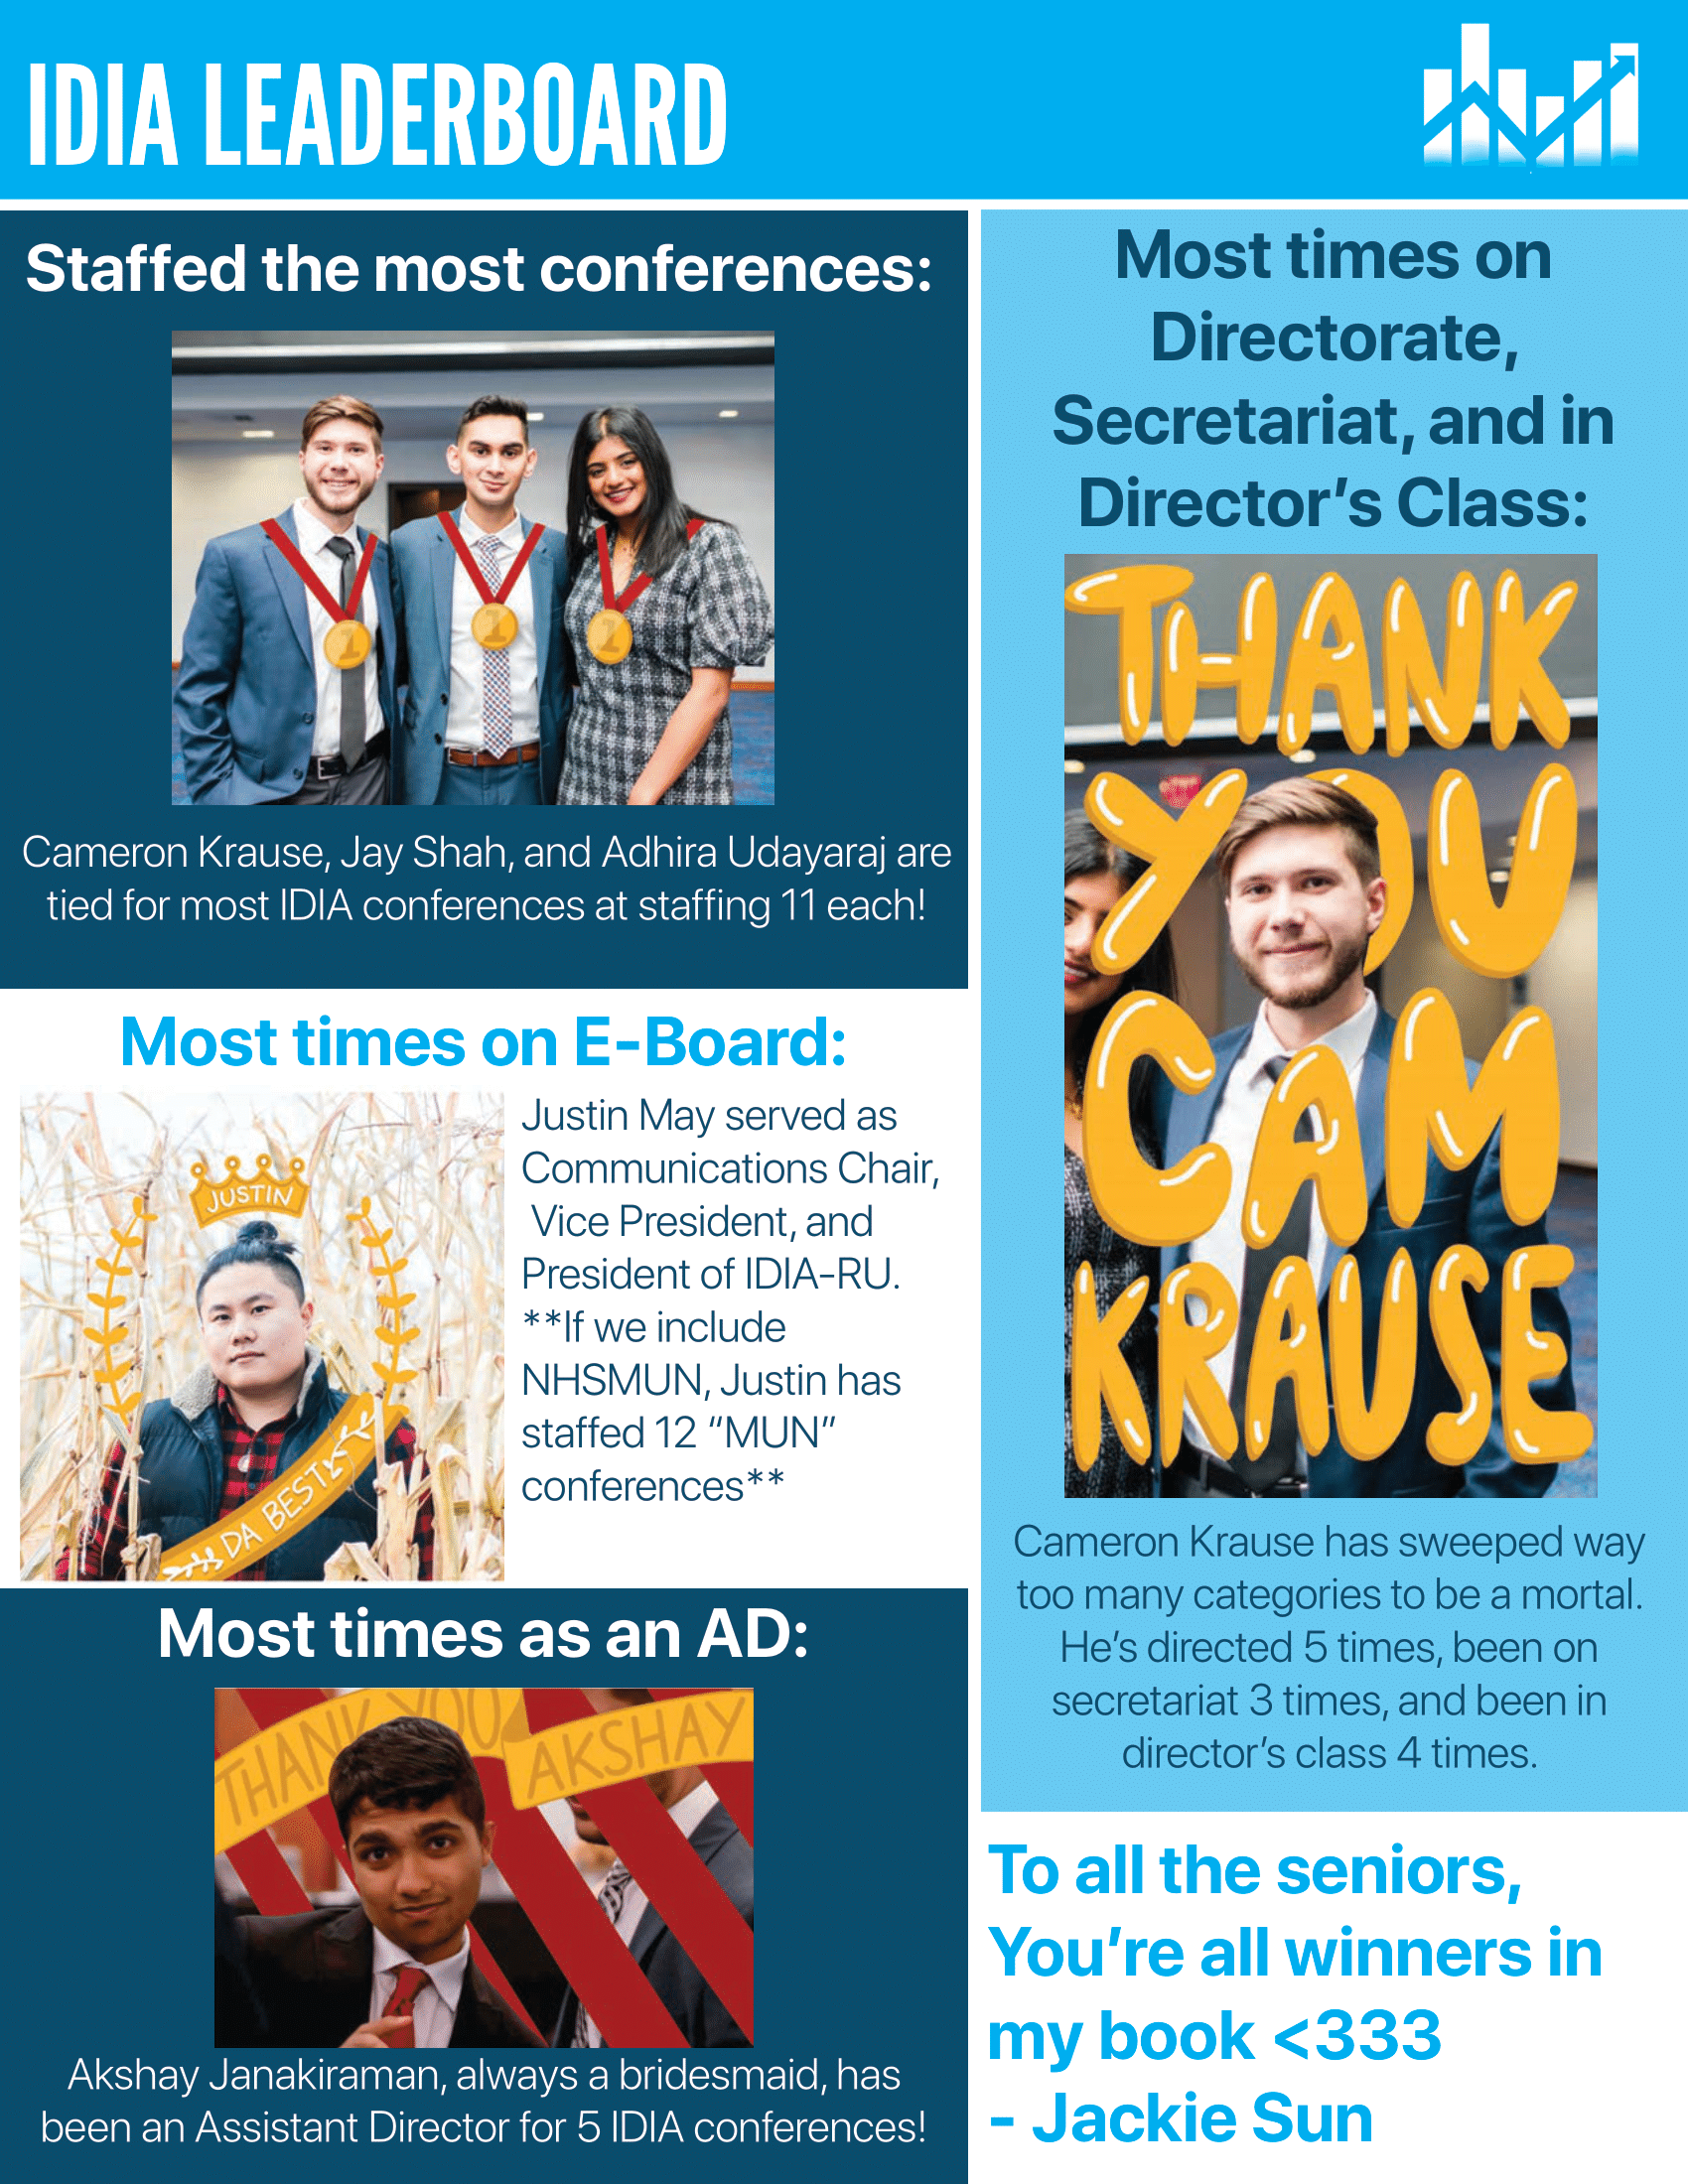 IDIA LEADERBOARD
Staffed the most conferences:
1
1
1
Cameron Krause, Jay Shah, and Adhira Udayaraj are
tied for most IDIA conferences at staffing 11 each!
Most times on E-Board:
JUSTIN
DA BEST
Justin May served as
Communications Chair,
Vice President, and
President of IDIA-RU.
**If we include
NHSMUN, Justin has
staffed 12 “MUN”
conferences**
Most times as an AD:
THANK YOU
AKSHAY
Akshay Janakiraman, always a bridesmaid, has
been an Assistant Director for 5 IDIA conferences!
Most times on
Directorate,
Secretariat, and in
Director’s Class:
THANK
YOU
CAM
KRAUSE
Cameron Krause has sweeped way
too many categories to be a mortal.
He’s directed 5 times, been on
secretariat 3 times, and been in
director’s class 4 times.
To all the seniors,
You’re all winners in
my book <333
- Jackie Sun